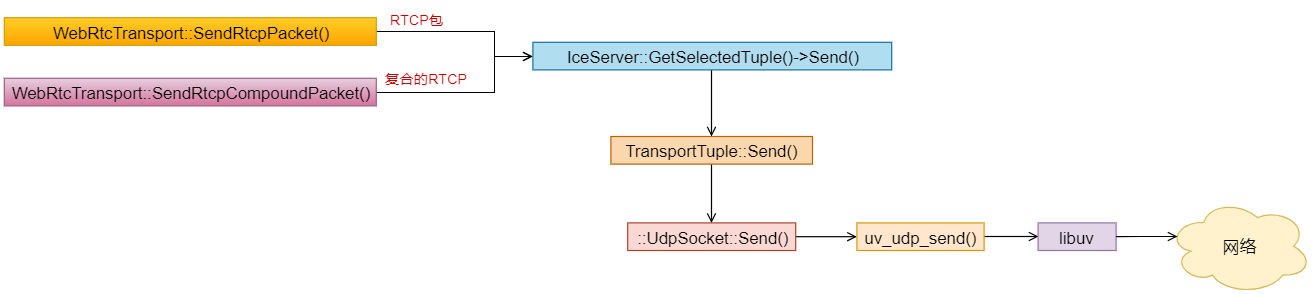 WebRtcTransport::SendRtcpPacket()
RTCP包
IceServer::GetSelectedTuple()->Send()
复合的RTCP
WebRtcTransport::SendRtcpCompoundPacket()
TransportTuple::Send()
::UdpSocket::Send()
uv_udp_send()
libuv
网络